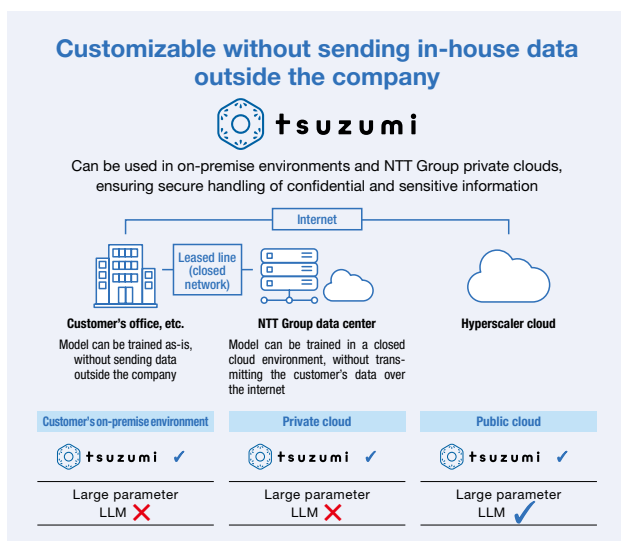 Customizable without sending in-house data
outside the company
tsuzumi
Can be used in on-premise environments and NTT Group private clouds,
ensuring secure handling of confidential and sensitive information
Internet
Leased line
(closed
network)
Customer's office, etc.
Model can be trained as-is,
without sending data
outside the company
NTT Group data center
Model can be trained in a closed
cloud environment, without trans-
mitting the customer's data over
the internet
Hyperscaler cloud
Customer's on-premise environment
Private cloud
Public cloud
tsuzumi ✓
tsuzumi ✓
tsuzumi ✓
Large parameter
LLM ✕
Large parameter
LLM ✕
Large parameter
LLM ✓